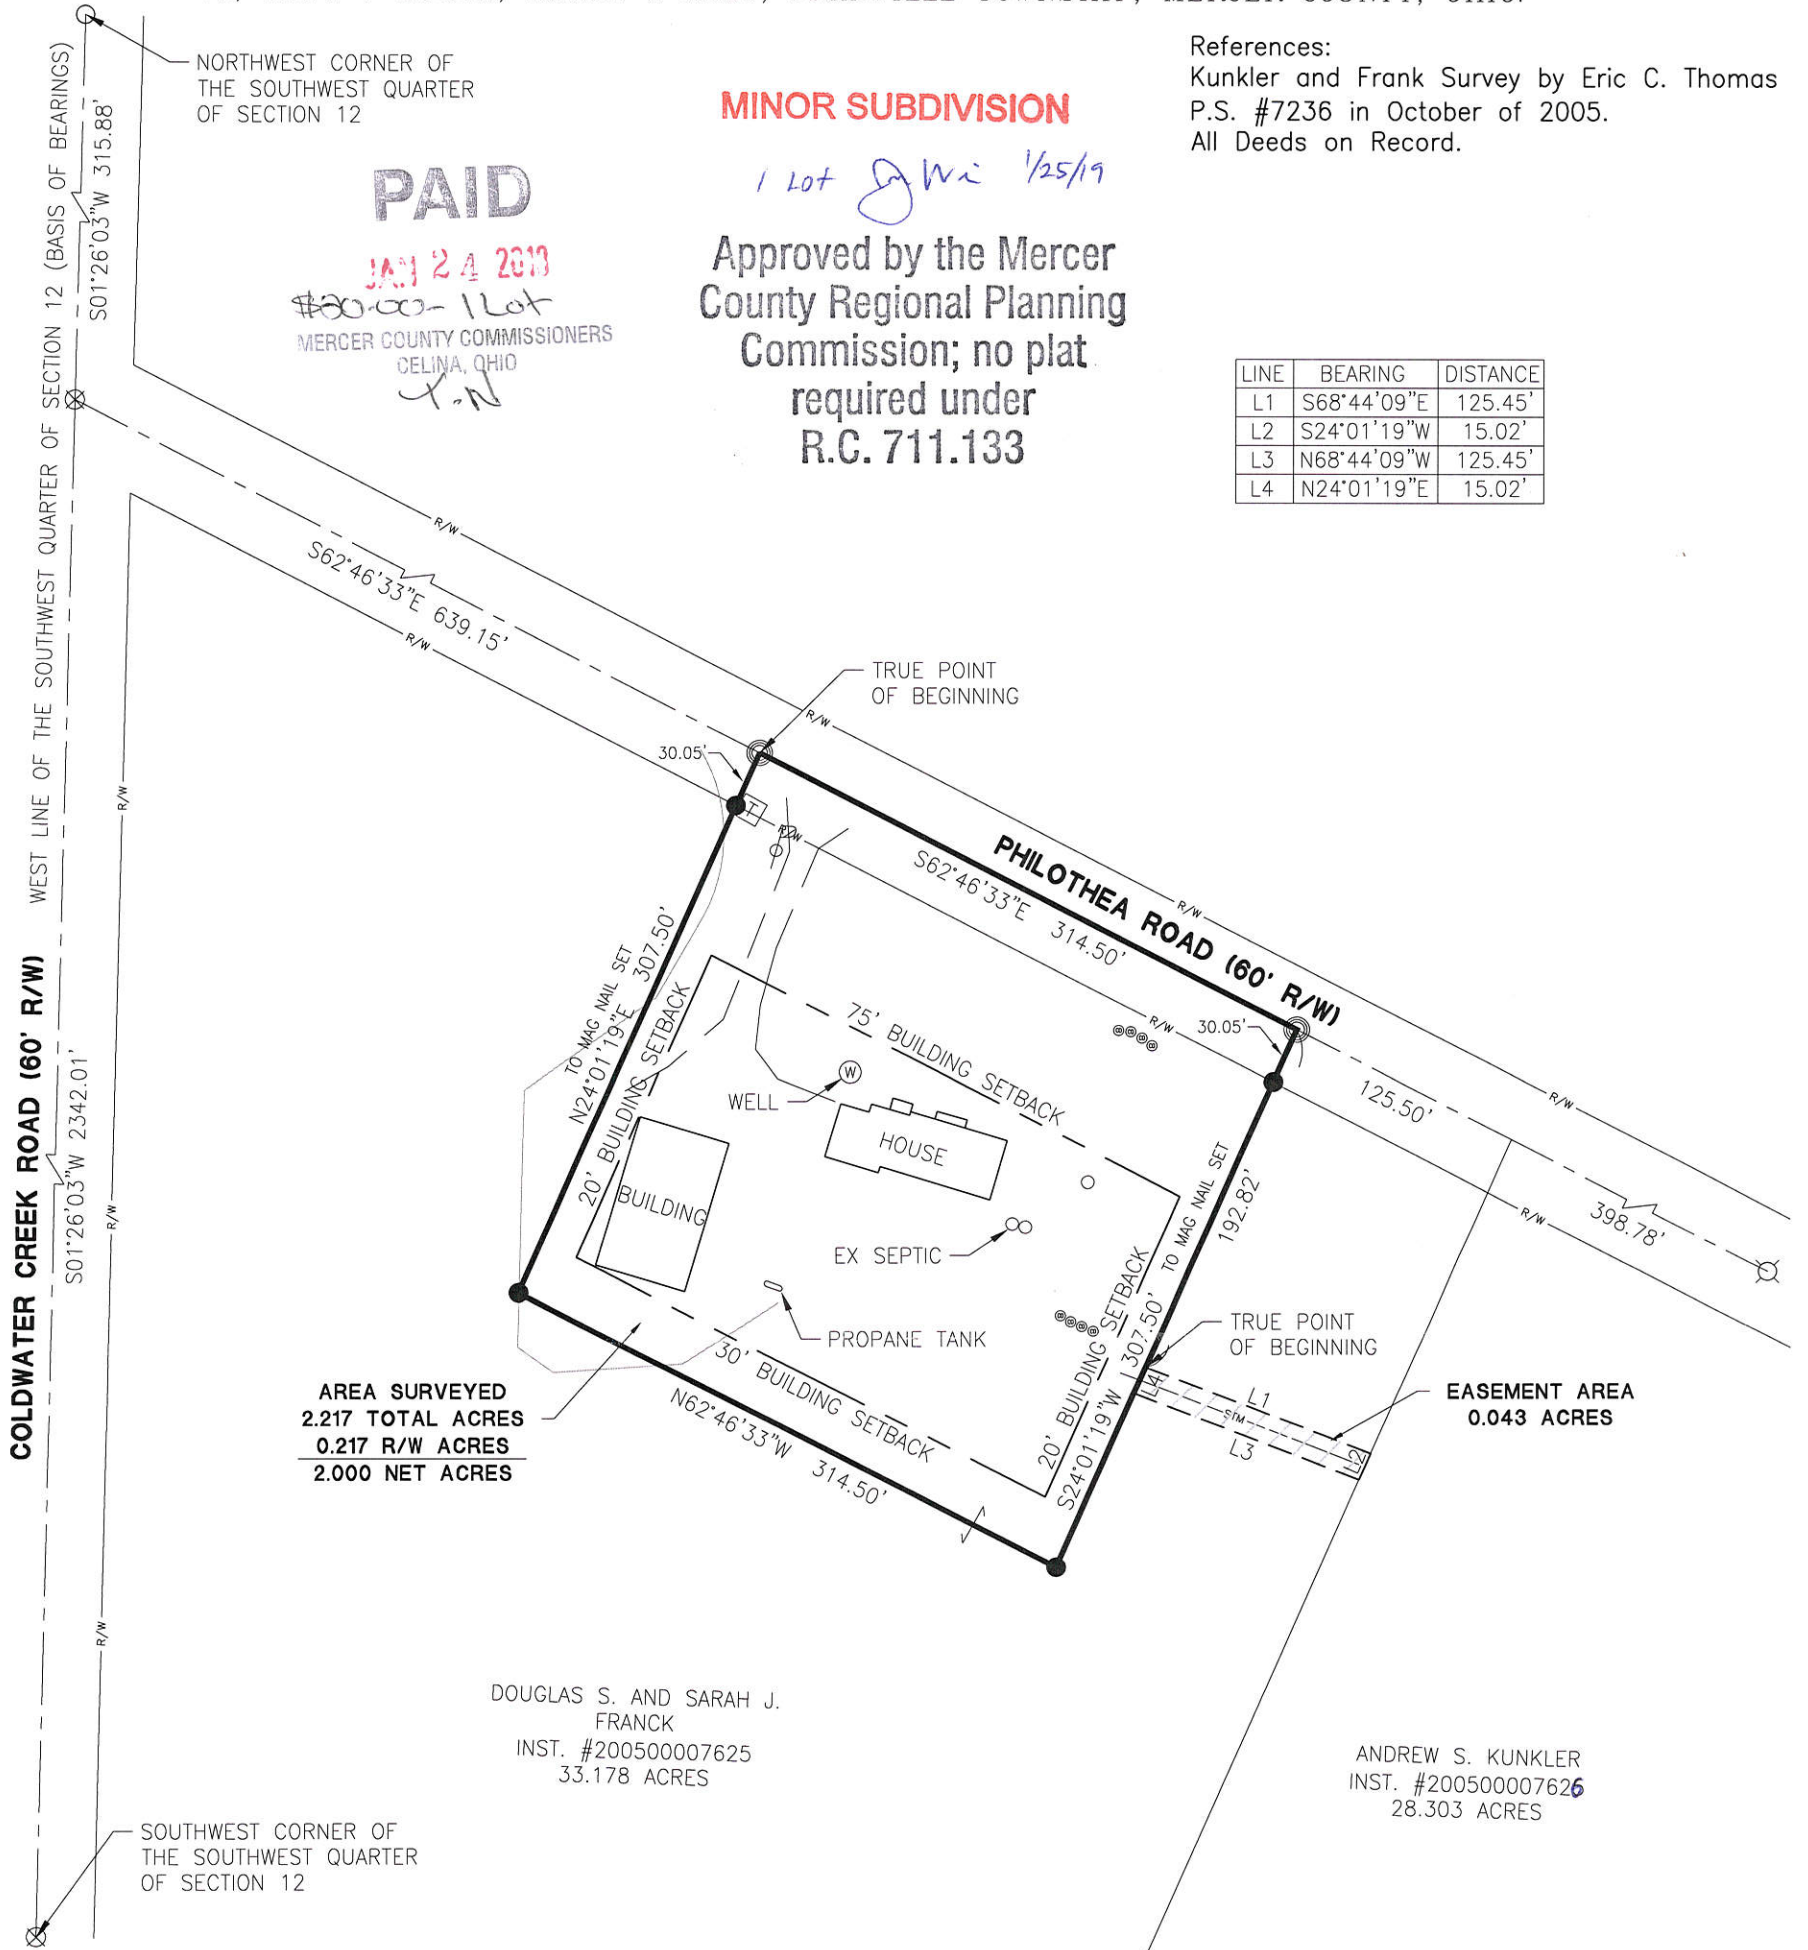 NORTHWEST CORNER OF
THE SOUTHWEST QUARTER
OF SECTION 12
References:
Kunkler and Frank Survey by Eric C. Thomas
P.S. #7236 in October of 2005.
All Deeds on Record.
MINOR SUBDIVISION
1 Lot
1/25/19
PAID
JAN 24 2019
1 Lot
MERCER COUNTY COMMISSIONERS
CELINA, OHIO
Approved by the Mercer
County Regional Planning
Commission; no plat
required under
R.C. 711.133
LINE BEARING DISTANCE
L1 S68°44'09"E 125.45'
L2 S24°01'19"W 15.02'
L3 N68°44'09"W 125.45'
L4 N24°01'19"E 15.02'
WEST LINE OF THE SOUTHWEST QUARTER OF SECTION 12 (BASIS OF BEARINGS)
S01°26'03"W 315.88'
COLDWATER CREEK ROAD (60' R/W)
S01°26'03"W 2342.01'
R/W
R/W
R/W
R/W
S62°46'33"E 639.15'
TRUE POINT
OF BEGINNING
R/W
30.05'
T
R/W
PHILOTHEA ROAD (60' R/W)
S62°46'33"E 314.50'
R/W
R/W
30.05'
125.50'
R/W
R/W
398.78'
TO MAG NAIL SET
N24°01'19"E 307.50'
20' BUILDING SETBACK
75' BUILDING SETBACK
W
WELL
HOUSE
BUILDING
EX SEPTIC
PROPANE TANK
30' BUILDING SETBACK
20' BUILDING SETBACK
TO MAG NAIL SET
192.82'
S24°01'19"W 307.50'
N62°46'33"W 314.50'
TRUE POINT
OF BEGINNING
L4
L1
STM
L3
L2
EASEMENT AREA
0.043 ACRES
AREA SURVEYED
2.217 TOTAL ACRES
0.217 R/W ACRES
2.000 NET ACRES
DOUGLAS S. AND SARAH J.
FRANCK
INST. #200500007625
33.178 ACRES
ANDREW S. KUNKLER
INST. #200500007626
28.303 ACRES
SOUTHWEST CORNER OF
THE SOUTHWEST QUARTER
OF SECTION 12